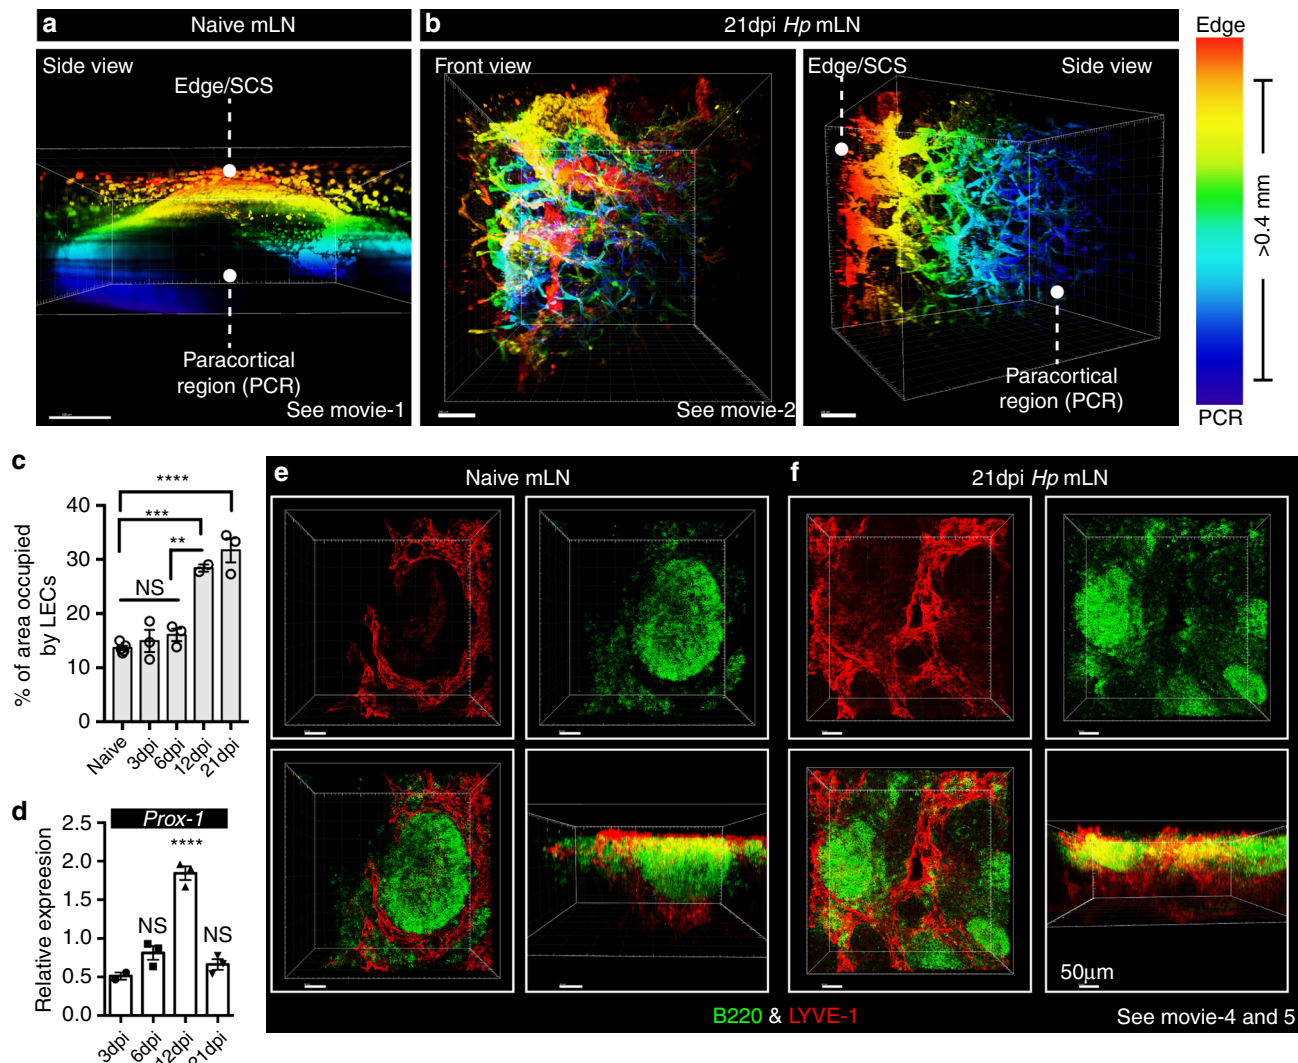 a
Naive mLN
Side view
Edge/SCS
Paracortical
region (PCR)
See movie-1
b
21dpi Hp mLN
Front view
See movie-2
Edge/SCS
Side view
Paracortical
region (PCR)
Edge
>0.4 mm
PCR
c
% of area occupied
by LECs
40
30
20
10
0
****
***
**
NS
Naive
3dpi
6dpi
12dpi
21dpi
d
Prox-1
Relative expreesion
2.5
2.0
1.5
1.0
0.5
0.0
NS
****
NS
3dpi
6dpi
12dpi
21dpi
e
Naive mLN
f
21dpi Hp mLN
50μm
B220 & LYVE-1
See movie-4 and 5